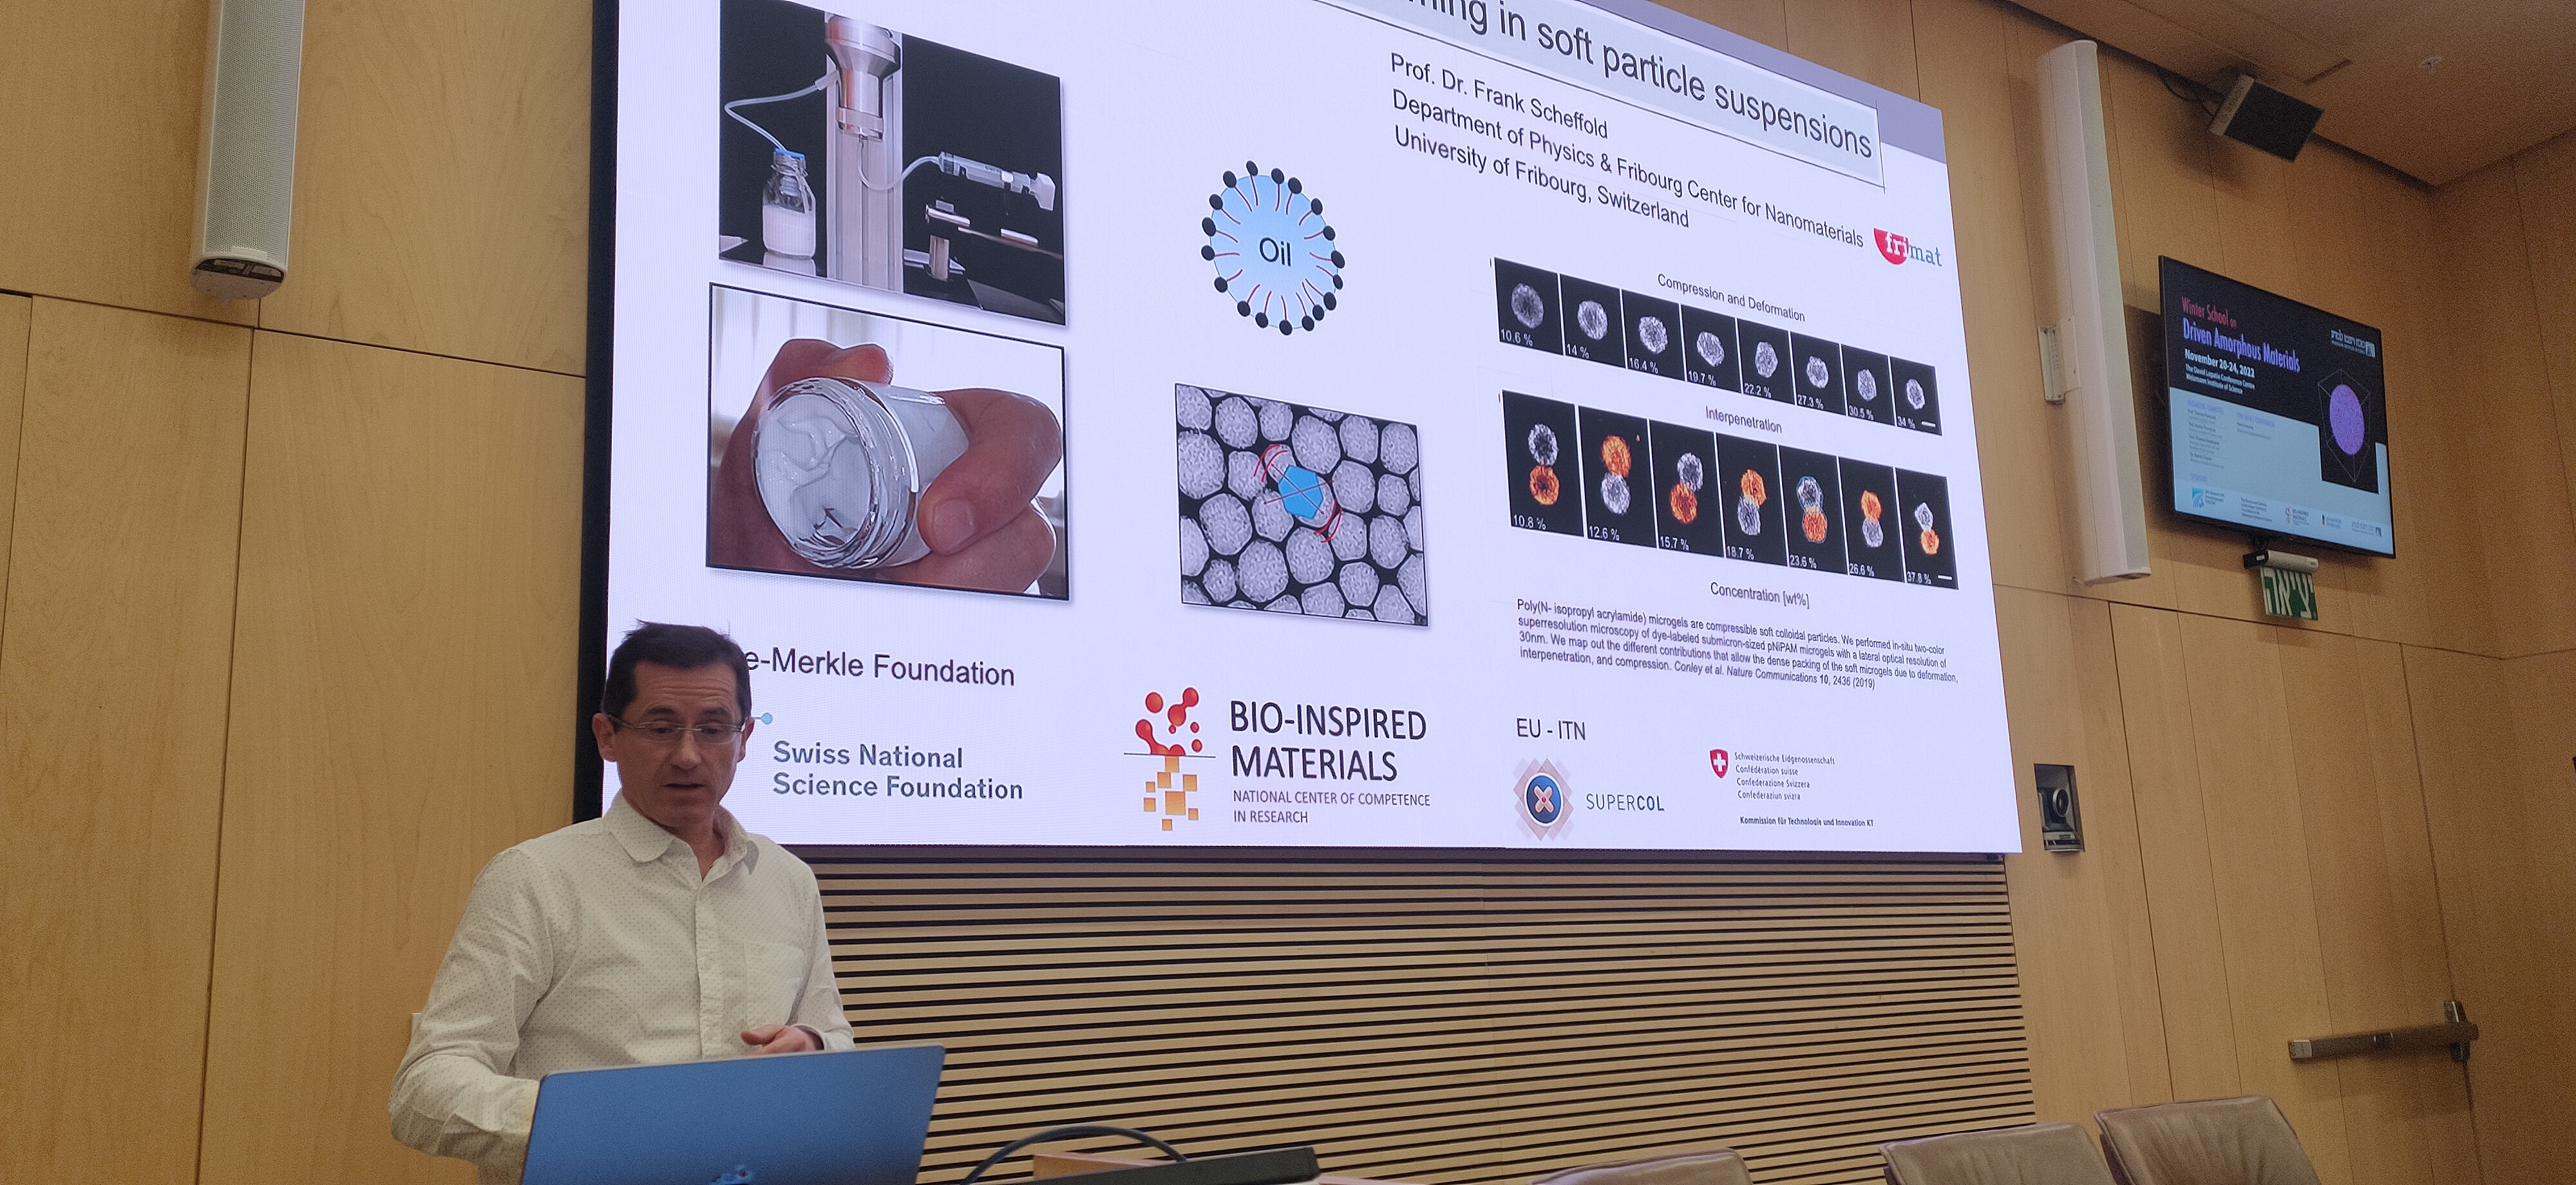 in soft particle suspensions
Prof. Dr. Frank Scheffold
Department of Physics & Fribourg Center for Nanomaterials
University of Fribourg, Switzerland
frimat
Oil
Compression and Deformation
10.6 %
14 %
16.4 %
19.7 %
22.2 %
27.3 %
30.5 %
34 %
Interpenetration
10.8 %
12.6 %
15.7 %
18.7 %
23.6 %
26.6 %
37.8 %
Concentration [wt%]
Poly(N- isopropyl acrylamide) microgels are compressible soft colloidal particles. We performed in-situ two-color
superresolution microscopy of dye-labeled submicron-sized pNIPAM microgels with a lateral optical resolution of
30nm. We map out the different contributions that allow the dense packing of the soft microgels due to deformation,
interpenetration, and compression. Conley et al. Nature Communications 10, 2436 (2019)
e-Merkle Foundation
Swiss National
Science Foundation
BIO-INSPIRED
MATERIALS
NATIONAL CENTER OF COMPETENCE
IN RESEARCH
EU - ITN
SUPERCOL
Schweizerische Eidgenossenschaft
Confédération suisse
Confederazione Svizzera
Confederaziun svizra
Kommission für Technologie und Innovation KT
Winter School on
Driven Amorphous Materials
November 20-24, 2022
The David Lopatie Conference Centre
Weizmann Institute of Science
יציאה